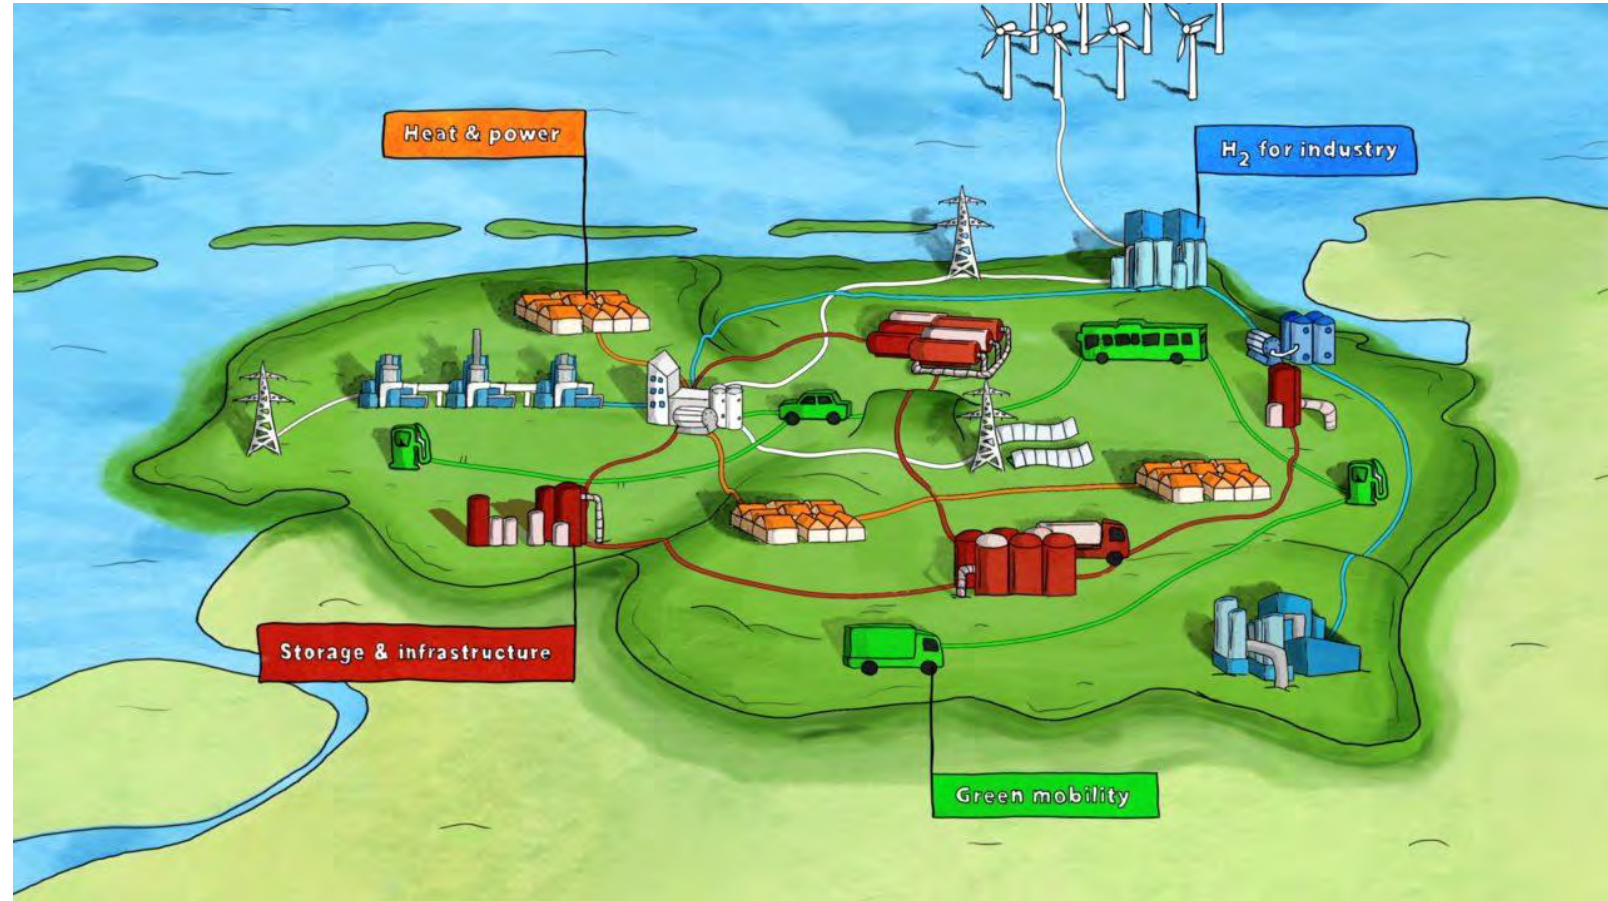 Heat & power
H₂ for industry
Storage & infrastructure
Green mobility